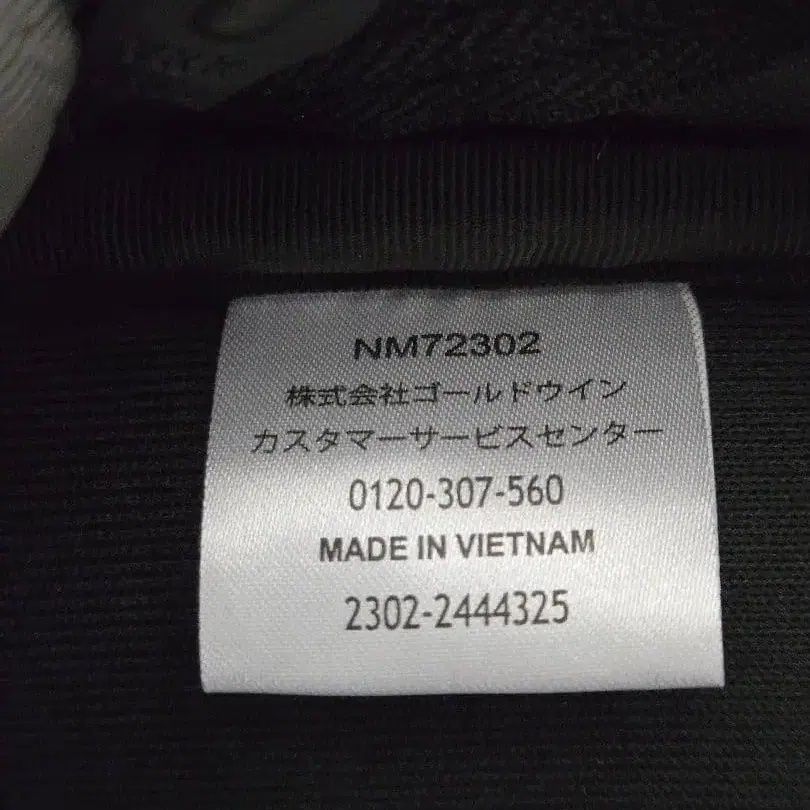 NM72302
株式会社ゴールドウイン
カスタマーサービスセンター
0120-307-560
MADE IN VIETNAM
2302-2444325